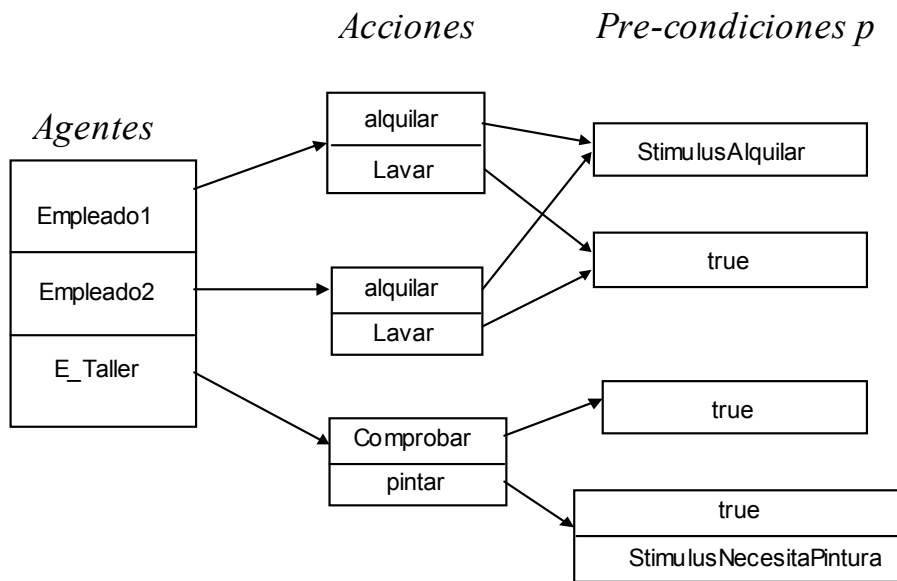 Acciones
Pre-condiciones p
Agentes
alquilar
Lavar
StimulusAlquilar
Empleado1
true
Empleado2
alquilar
Lavar
E_Taller
Comprobar
pintar
true
true
StimulusNecesitaPintura